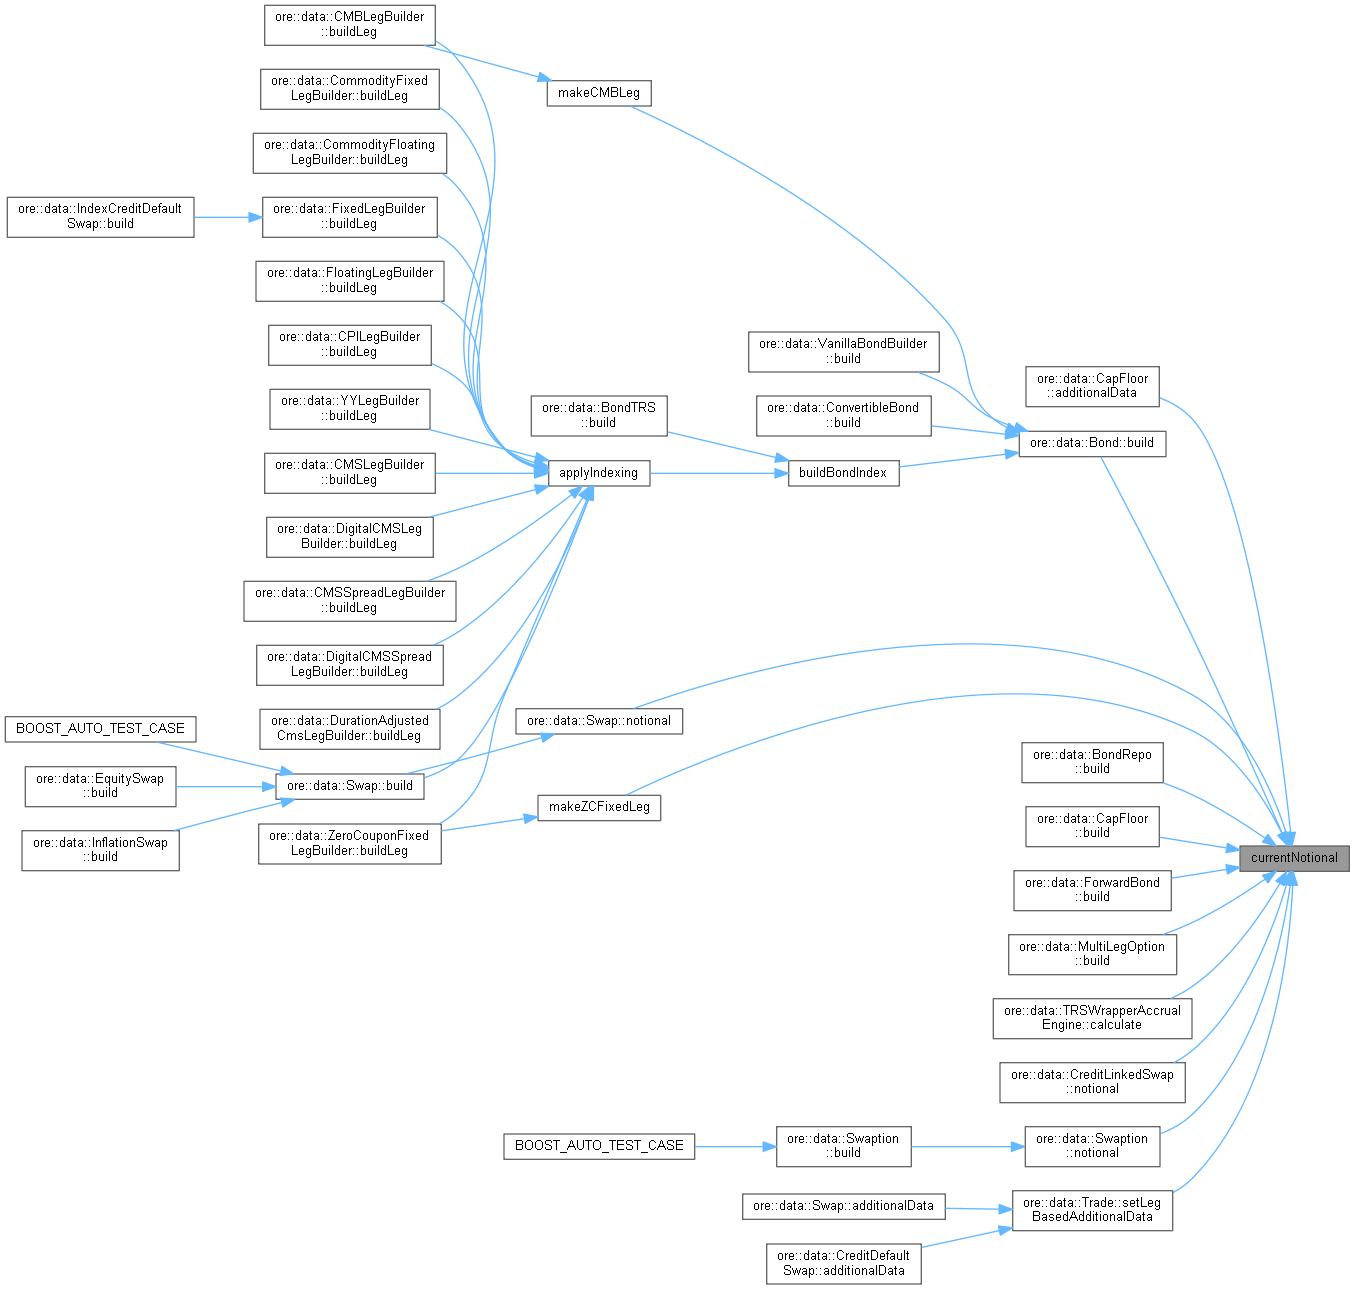 ore::data::CMBLegBuilder
::buildLeg
ore::data::CommodityFixed
LegBuilder::buildLeg
makeCMBLeg
ore::data::CommodityFloating
LegBuilder::buildLeg
ore::data::IndexCreditDefault
Swap::build
ore::data::FixedLegBuilder
::buildLeg
ore::data::FloatingLegBuilder
::buildLeg
ore::data::CPILegBuilder
::buildLeg
ore::data::VanillaBondBuilder
::build
ore::data::CapFloor
::additionalData
ore::data::YYLegBuilder
::buildLeg
ore::data::BondTRS
::build
ore::data::ConvertibleBond
::build
ore::data::Bond::build
ore::data::CMSLegBuilder
::buildLeg
applyIndexing
buildBondIndex
ore::data::DigitalCMSLeg
Builder::buildLeg
ore::data::CMSSpreadLegBuilder
::buildLeg
ore::data::DigitalCMSSpread
LegBuilder::buildLeg
ore::data::DurationAdjusted
CmsLegBuilder::buildLeg
ore::data::Swap::notional
BOOST_AUTO_TEST_CASE
ore::data::EquitySwap
::build
ore::data::Swap::build
ore::data::BondRepo
::build
makeZCFixedLeg
ore::data::InflationSwap
::build
ore::data::ZeroCouponFixed
LegBuilder::buildLeg
ore::data::CapFloor
::build
currentNotional
ore::data::ForwardBond
::build
ore::data::MultiLegOption
::build
ore::data::TRSWrapperAccrual
Engine::calculate
ore::data::CreditLinkedSwap
::notional
BOOST_AUTO_TEST_CASE
ore::data::Swaption
::build
ore::data::Swaption
::notional
ore::data::Swap::additionalData
ore::data::Trade::setLeg
BasedAdditionalData
ore::data::CreditDefault
Swap::additionalData